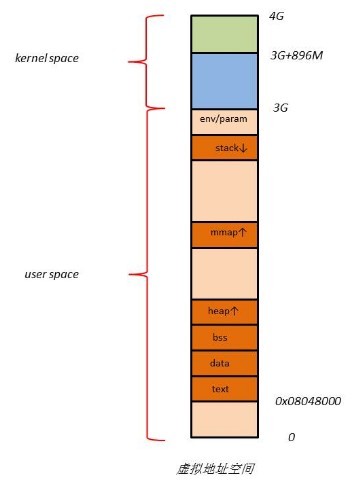 4G
kernel space
3G+896M
3G
env/param
stack↓
mmap↑
user space
heap↑
bss
data
text
0x08048000
0
虚拟地址空间